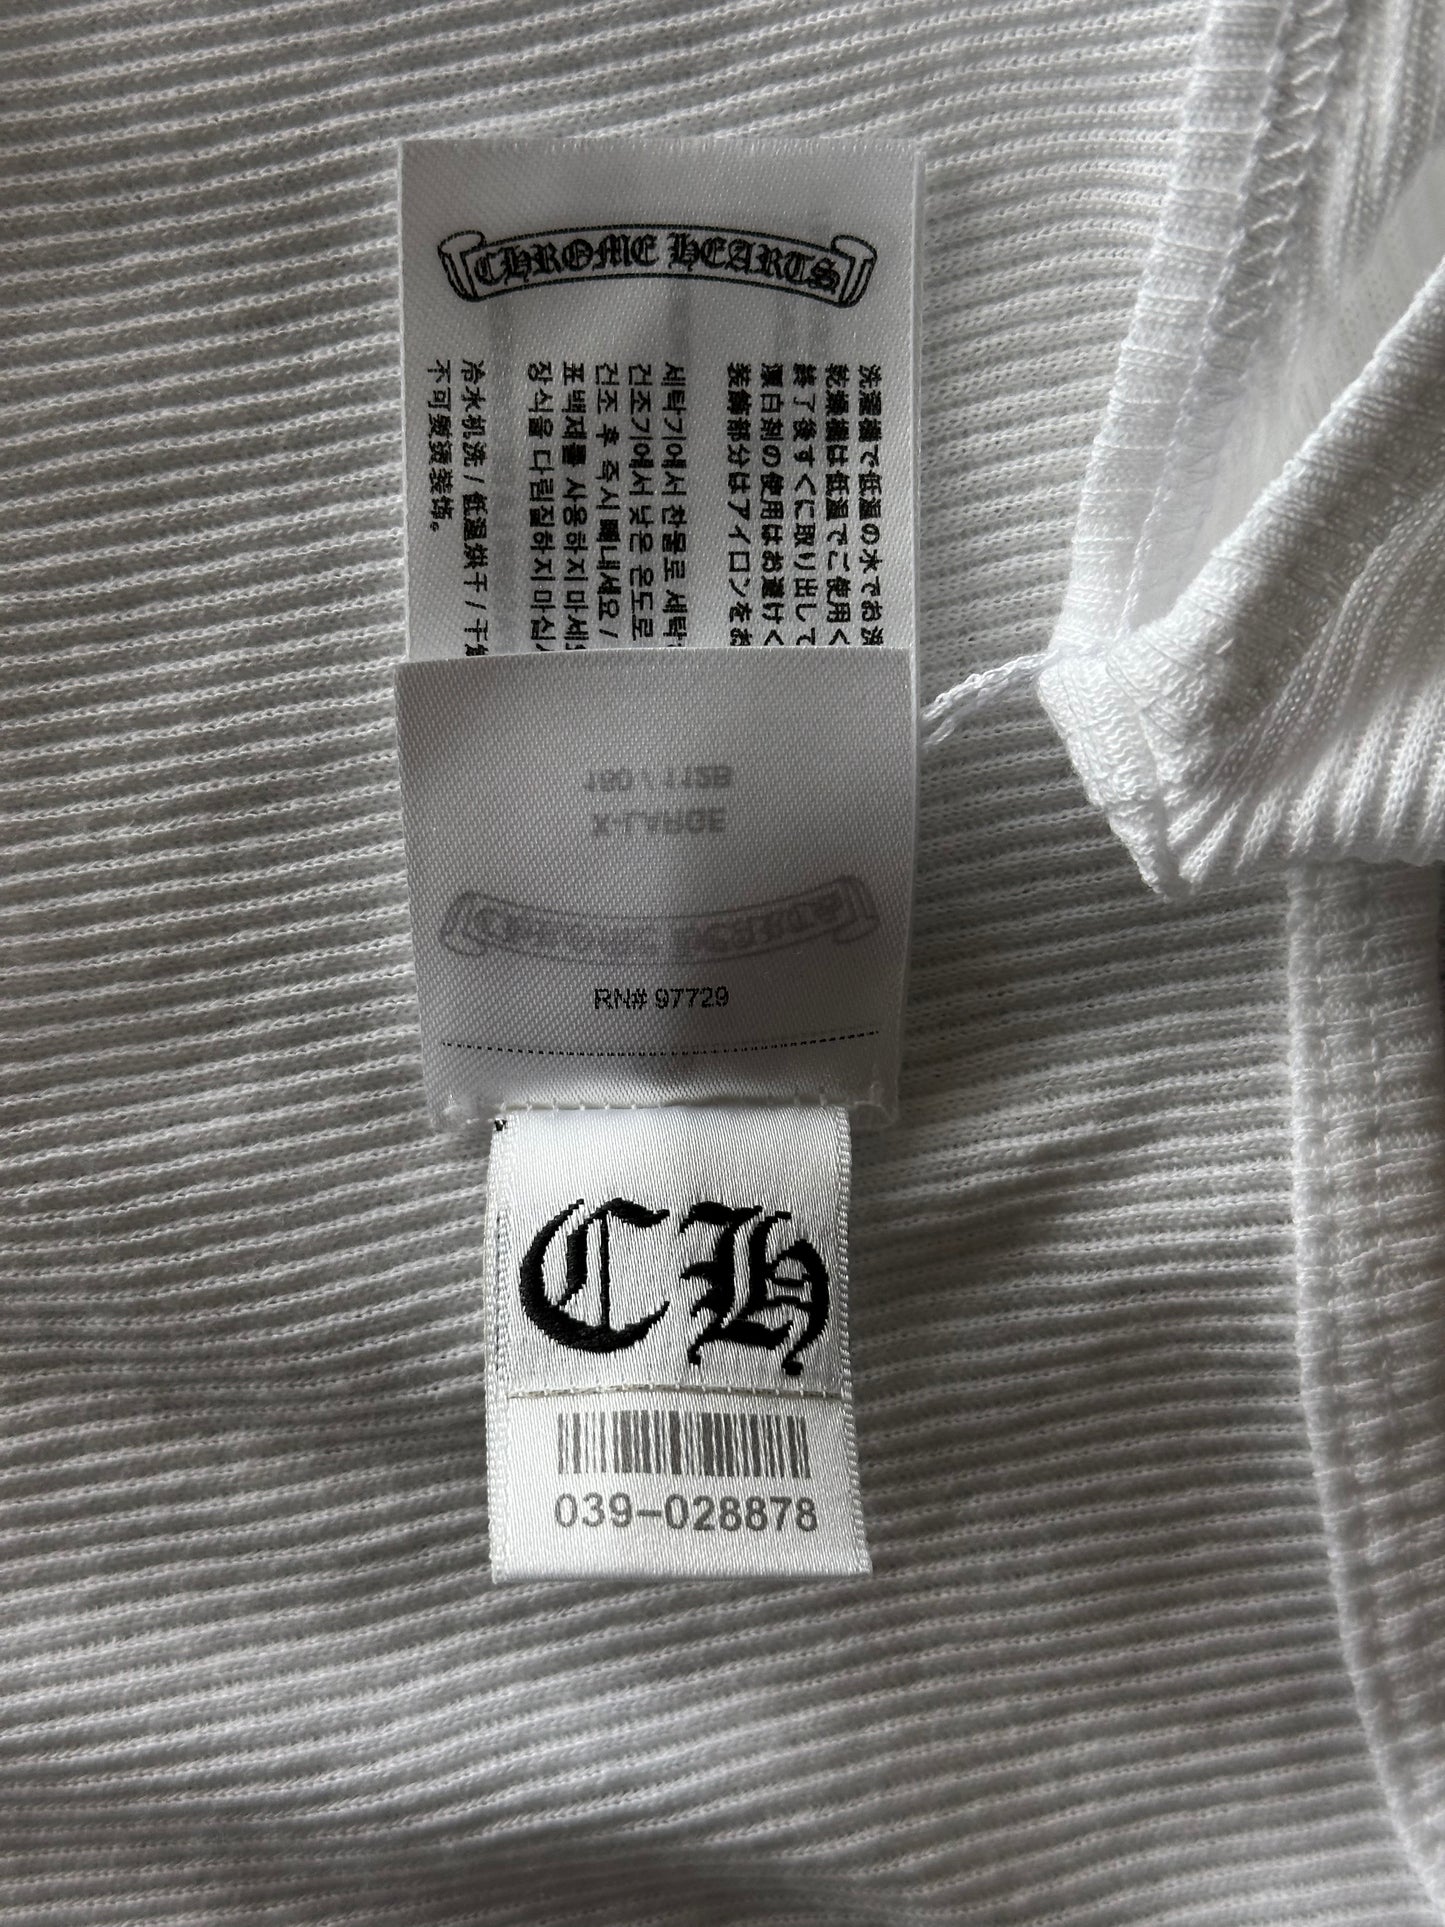 CHROME HEARTS
洗濯機で低温の水でお洗
乾燥機は低温でご使用く
終了後すぐに取り出して
漂白剤の使用はお避けく
装飾部分はアイロンをお
세탁기에서 찬물로 세탁
건조기에서 낮은 온도로
건조 후 즉시 빼내세요 /
표백제를 사용하지 마세
장식을 다림질하지 마십
冷水机洗 / 低温烘干 / 干
不可熨烫装饰。
180 / 112B
X-LARGE
CHROME HEARTS
RN# 97729
CH
039-028878